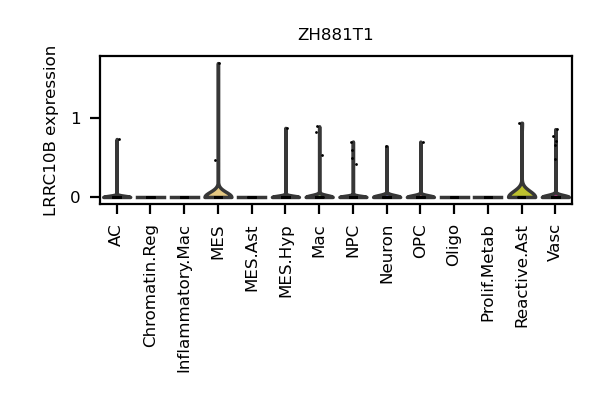 ZH881T1
LRRC10B expression
1
0
AC
Chromatin.Reg
Inflammatory.Mac
MES
MES.Ast
MES.Hyp
Mac
NPC
Neuron
OPC
Oligo
Prolif.Metab
Reactive.Ast
Vasc